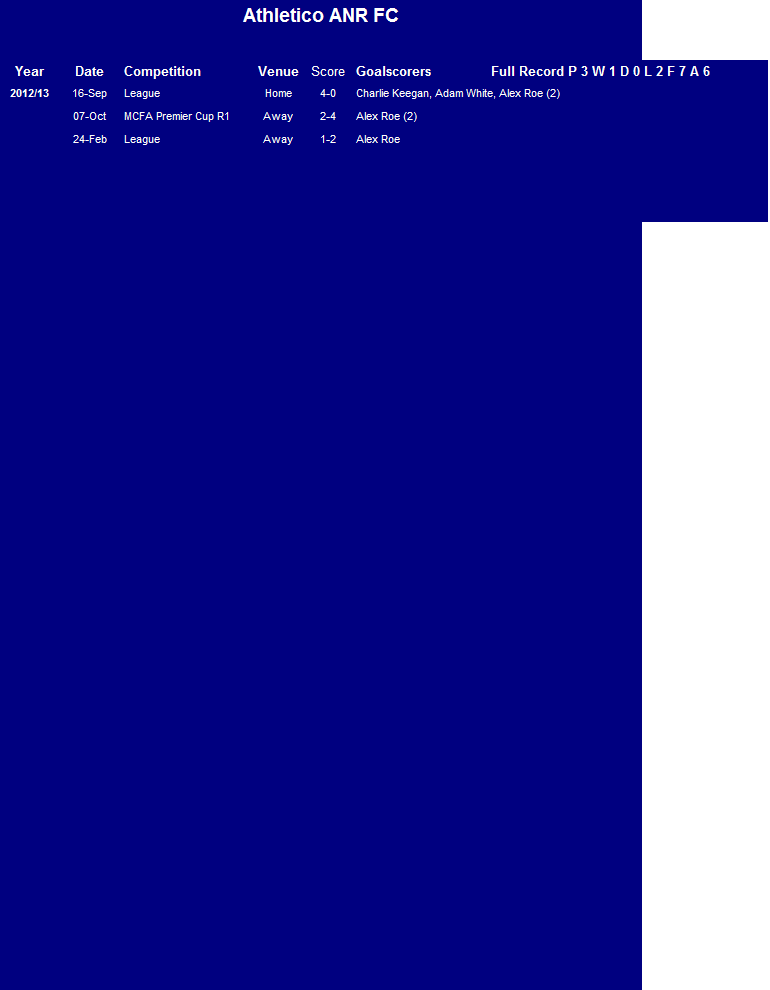 Athletico ANR FC
Year Date Competition Venue Score Goalscorers Full Record P 3 W 1 D 0 L 2 F 7 A 6
2012/13 16-Sep League Home 4-0 Charlie Keegan, Adam White, Alex Roe (2)
07-Oct MCFA Premier Cup R1 Away 2-4 Alex Roe (2)
24-Feb League Away 1-2 Alex Roe